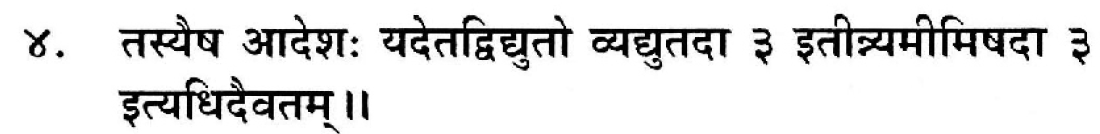 ४. तस्यैष आदेशः यदेतद्विद्युतो व्यद्युतदा ३ इतीन्न्यमीमिषदा ३
इत्यधिदैवतम्।।